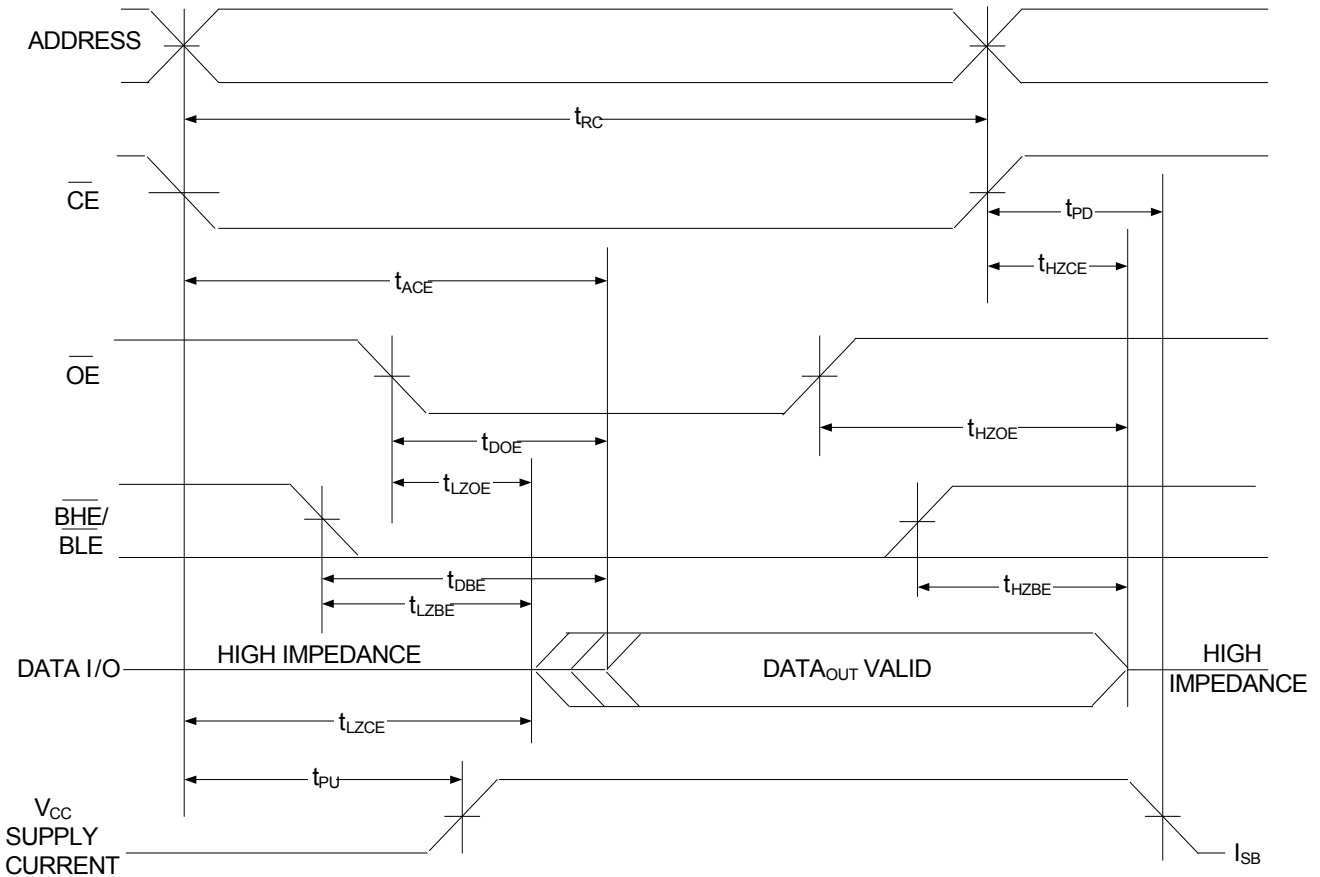 ADDRESS
tRC
CE
tPD
tHZCE
tACE
OE
tHZOE
tDOE
tLZOE
BHE/
BLE
tDBE
tHZBE
tLZBE
DATA I/O
HIGH IMPEDANCE
DATAOUT VALID
HIGH
IMPEDANCE
tLZCE
tPU
VCC
SUPPLY
CURRENT
ISB